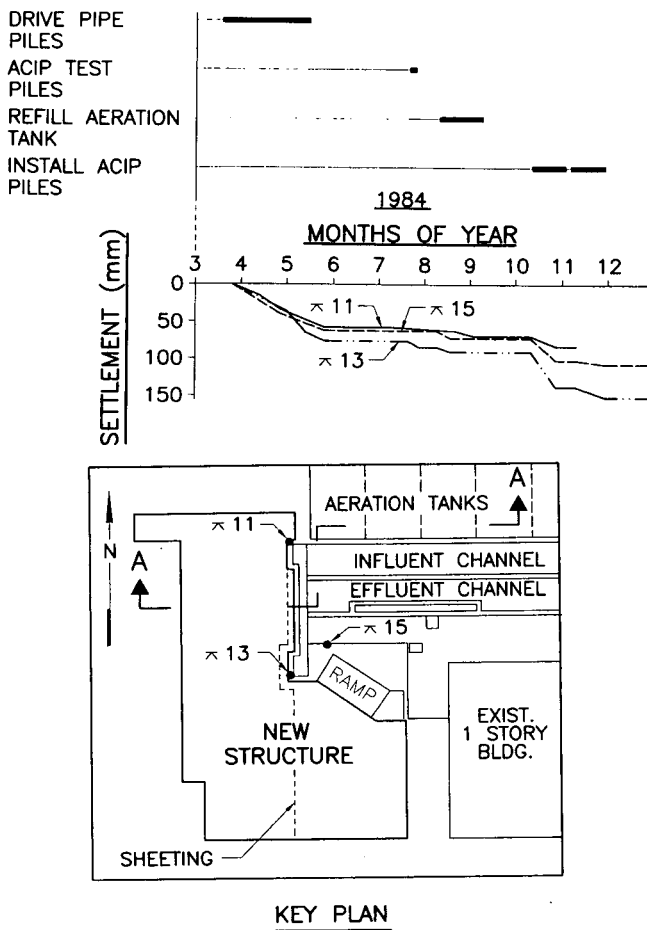 DRIVE PIPE
PILES
ACIP TEST
PILES
REFILL AERATION
TANK
INSTALL ACIP
PILES
1984
MONTHS OF YEAR
3 4 5 6 7 8 9 10 11 12
SETTLEMENT (mm)
0
50
100
150
11
15
13
AERATION TANKS
A
11
N
A
INFLUENT CHANNEL
EFFLUENT CHANNEL
15
13
RAMP
NEW
STRUCTURE
EXIST.
1 STORY
BLDG.
SHEETING
KEY PLAN